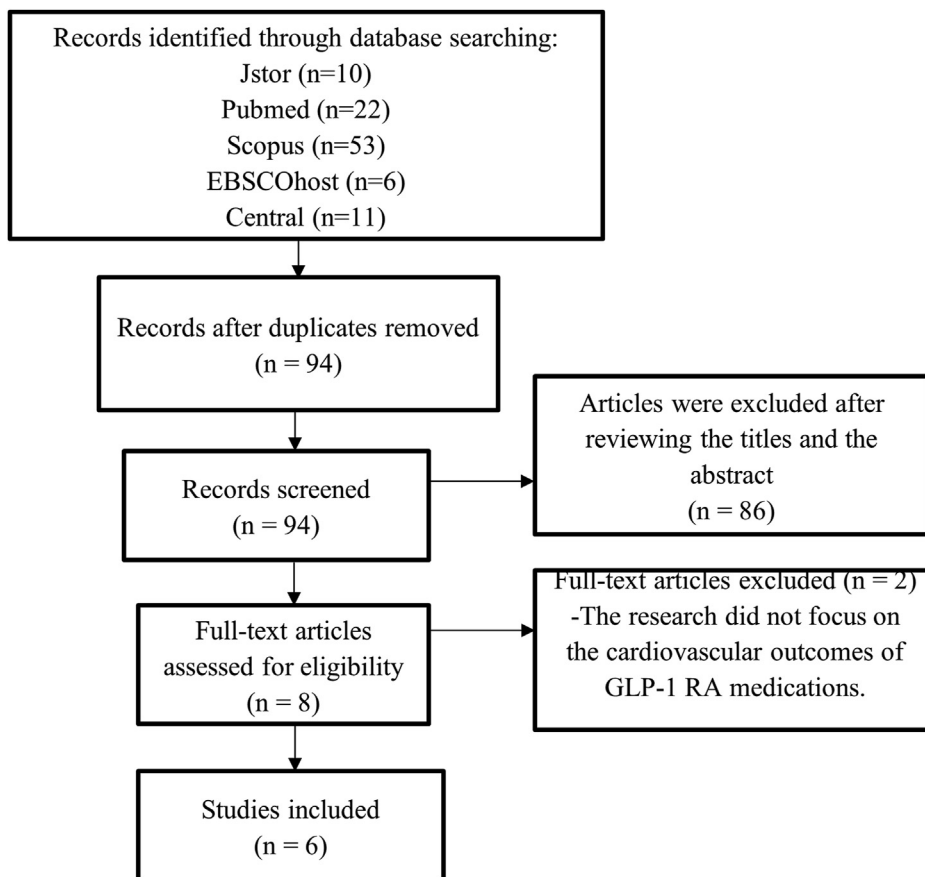 Records identified through database searching:
Jstor (n=10)
Pubmed (n=22)
Scopus (n=53)
EBSCOhost (n=6)
Central (n=11)
Records after duplicates removed
(n = 94)
Articles were excluded after
reviewing the titles and the
abstract
(n = 86)
Records screened
(n = 94)
Full-text articles excluded (n = 2)
-The research did not focus on
the cardiovascular outcomes of
GLP-1 RA medications.
Full-text articles
assessed for eligibility
(n = 8)
Studies included
(n = 6)